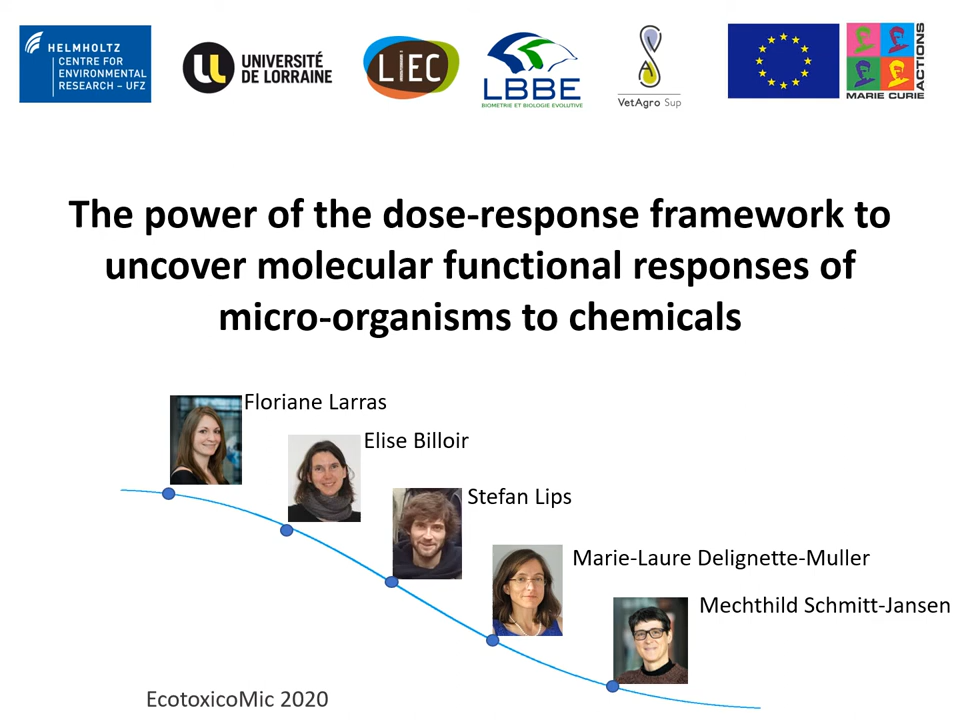 HELMHOLTZ
CENTRE FOR
ENVIRONMENTAL
RESEARCH – UFZ
UNIVERSITÉ
DE LORRAINE
LIEC
LBBE
BIOMETRIE ET BIOLOGIE EVOLUTIVE
VetAgro Sup
MARIE CURIE
ACTIONS
The power of the dose-response framework to
uncover molecular functional responses of
micro-organisms to chemicals
Floriane Larras
Elise Billoir
Stefan Lips
Marie-Laure Delignette-Muller
Mechthild Schmitt-Jansen
EcotoxicoMic 2020